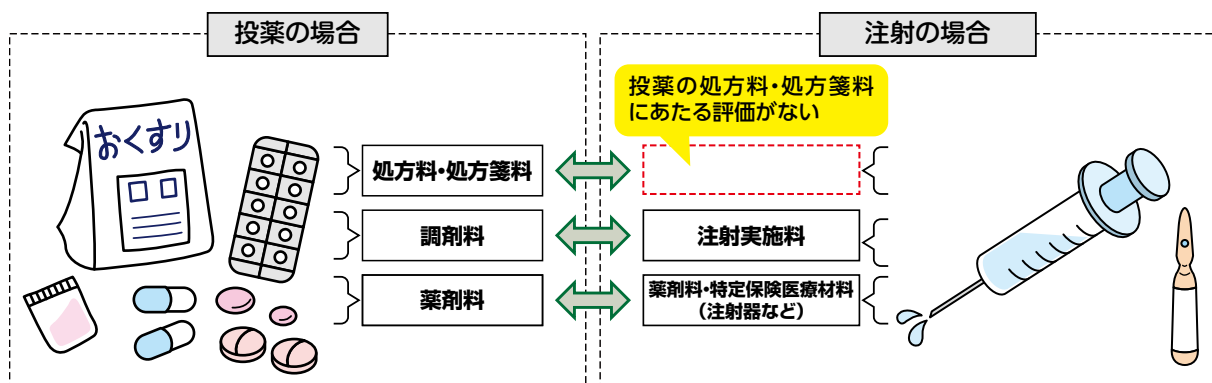 投薬の場合
おくすり
処方料・処方箋料
調剤料
薬剤料
注射の場合
投薬の処方料・処方箋料
にあたる評価がない
注射実施料
薬剤料・特定保険医療材料
（注射器など）